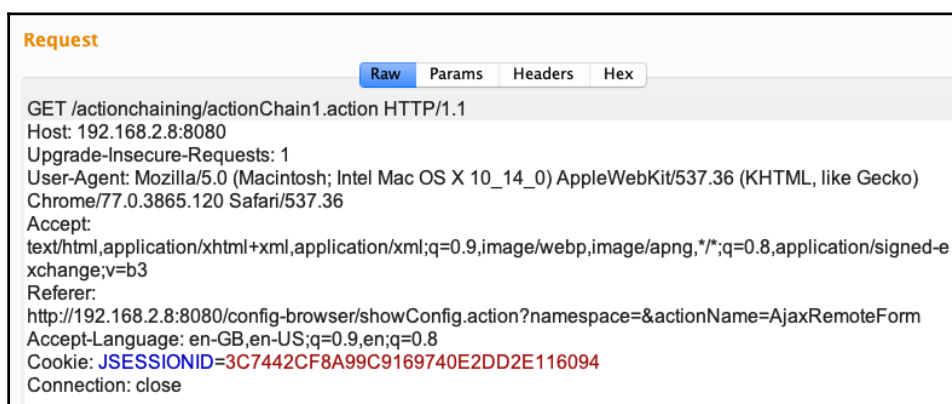 Request
Raw Params Headers Hex
GET /actionchaining/actionChain1.action HTTP/1.1
Host: 192.168.2.8:8080
Upgrade-Insecure-Requests: 1
User-Agent: Mozilla/5.0 (Macintosh; Intel Mac OS X 10_14_0) AppleWebKit/537.36 (KHTML, like Gecko)
Chrome/77.0.3865.120 Safari/537.36
Accept:
text/html,application/xhtml+xml,application/xml;q=0.9,image/webp,image/apng,*/*;q=0.8,application/signed-e
xchange;v=b3
Referer:
http://192.168.2.8:8080/config-browser/showConfig.action?namespace=&actionName=AjaxRemoteForm
Accept-Language: en-GB,en-US;q=0.9,en;q=0.8
Cookie: JSESSIONID=3C7442CF8A99C9169740E2DD2E116094
Connection: close